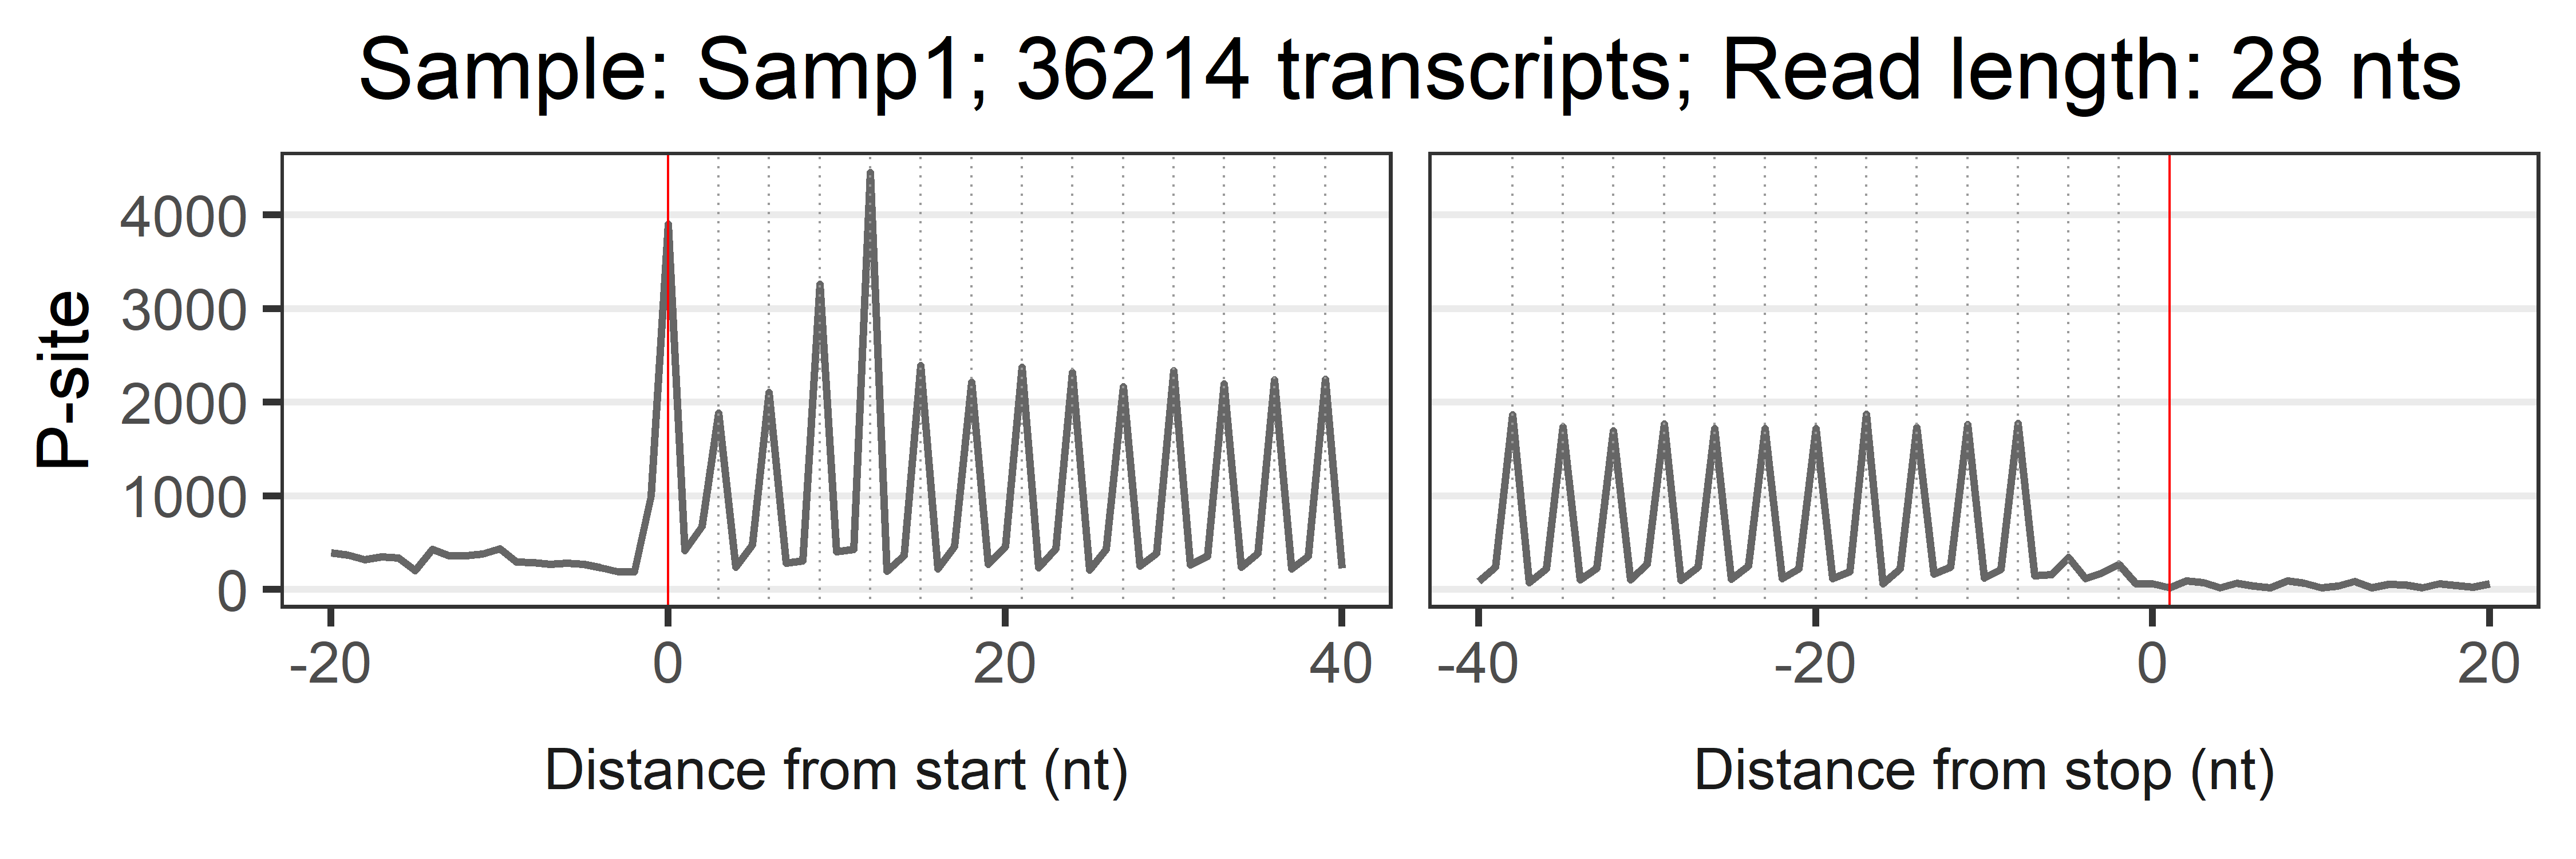 Sample: Samp1; 36214 transcripts; Read length: 28 nts
P-site
4000
3000
2000
1000
0
-20 0 20 40
-40 -20 0 20
Distance from start (nt)
Distance from stop (nt)